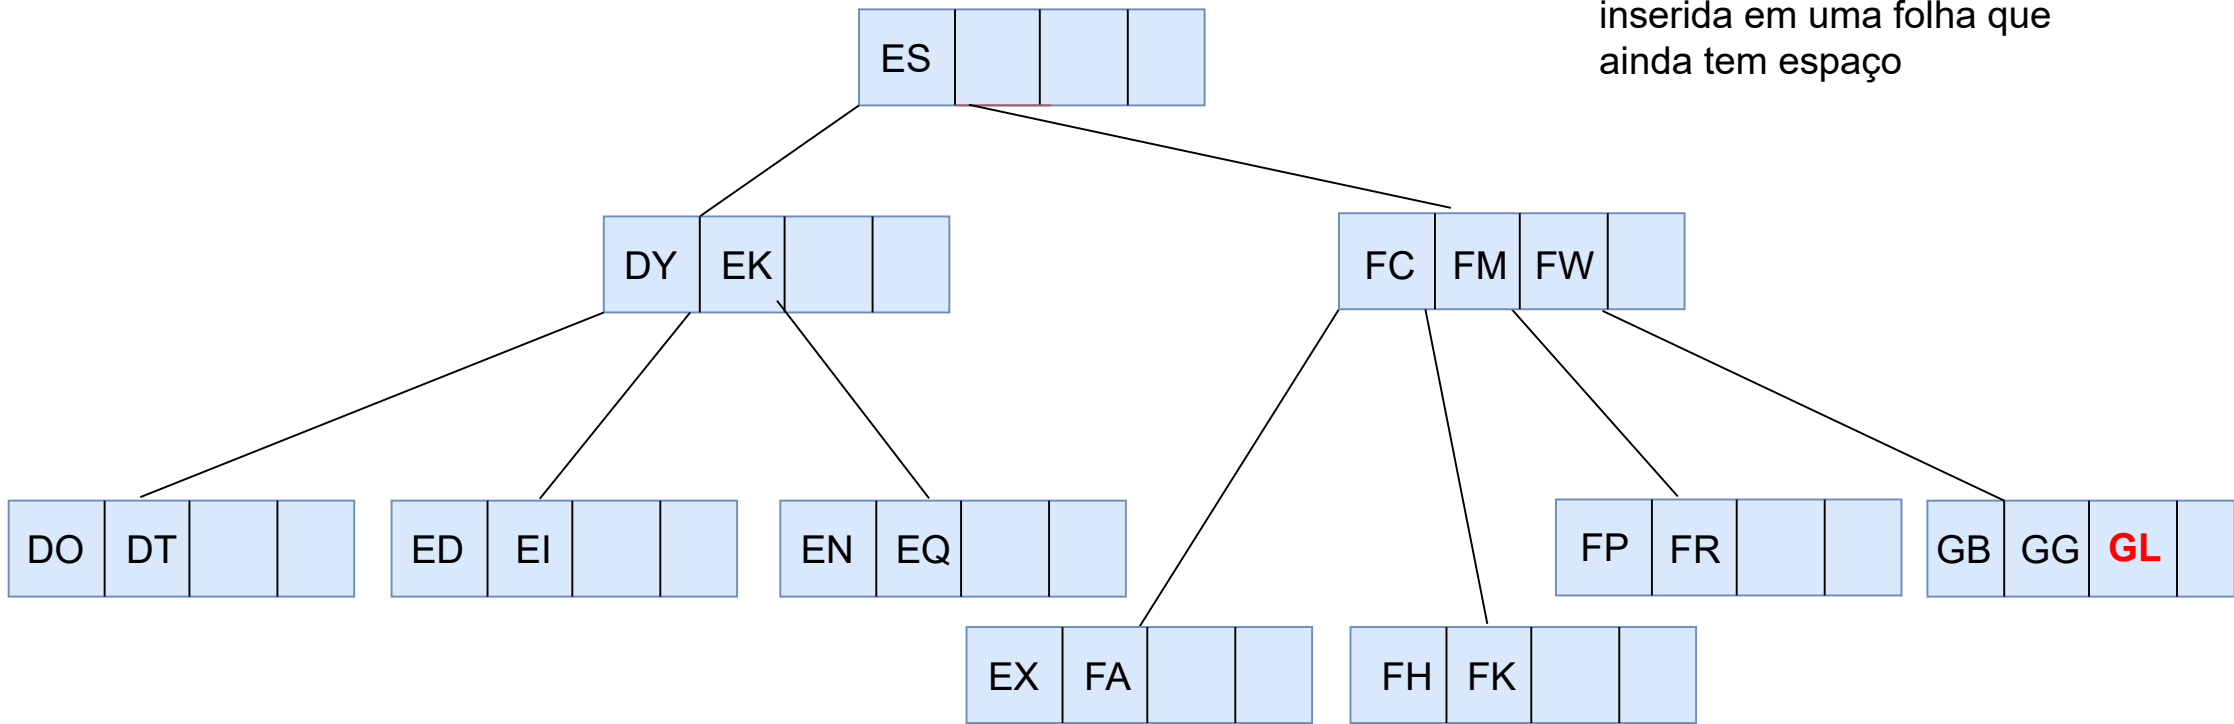 inserida em uma folha que
ainda tem espaço
ES
DY EK
FC FM FW
DO DT
ED EI
EN EQ
FP FR
GB GG GL
EX FA
FH FK